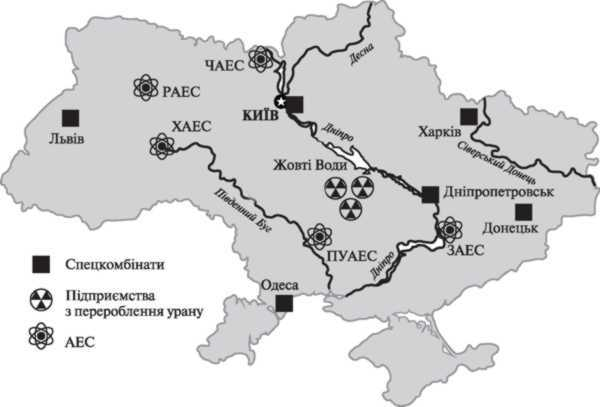 ЧАЕС
Десна
РАЕС
КИЇВ
Львів
ХАЕС
Дніпро
Харків
Сіверський Донець
Жовті Води
Дніпропетровськ
Південний Буг
Донецьк
ПУАЕС
Дніпро
ЗАЕС
Одеса
Спецкомбінати
Підприємства
з перероблення урану
АЕС